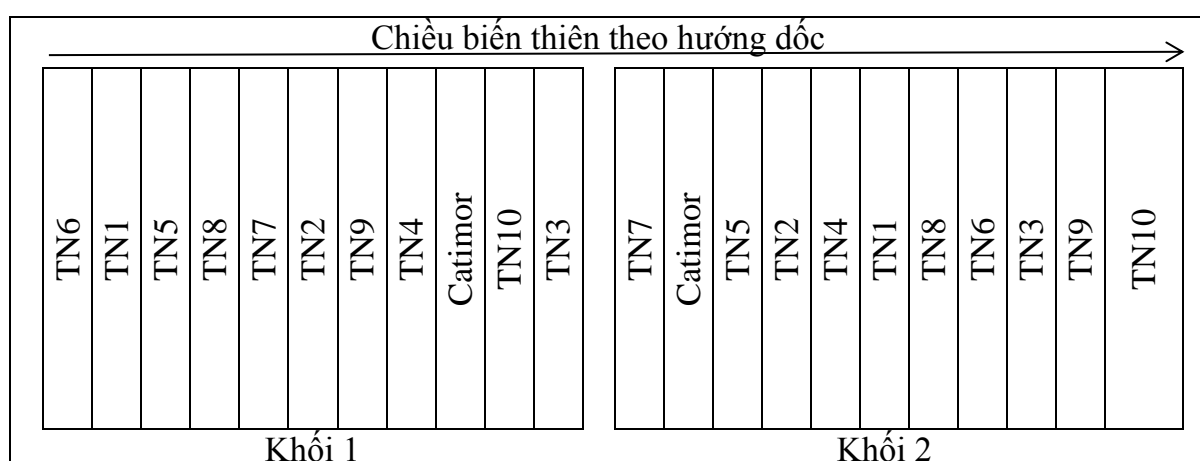 Chiều biến thiên theo hướng dốc
TN6
TN1
TN5
TN8
TN7
TN2
TN9
TN4
Catimor
TN10
TN3
TN7
Catimor
TN5
TN2
TN4
TN1
TN8
TN6
TN3
TN9
TN10
Khối 1
Khối 2